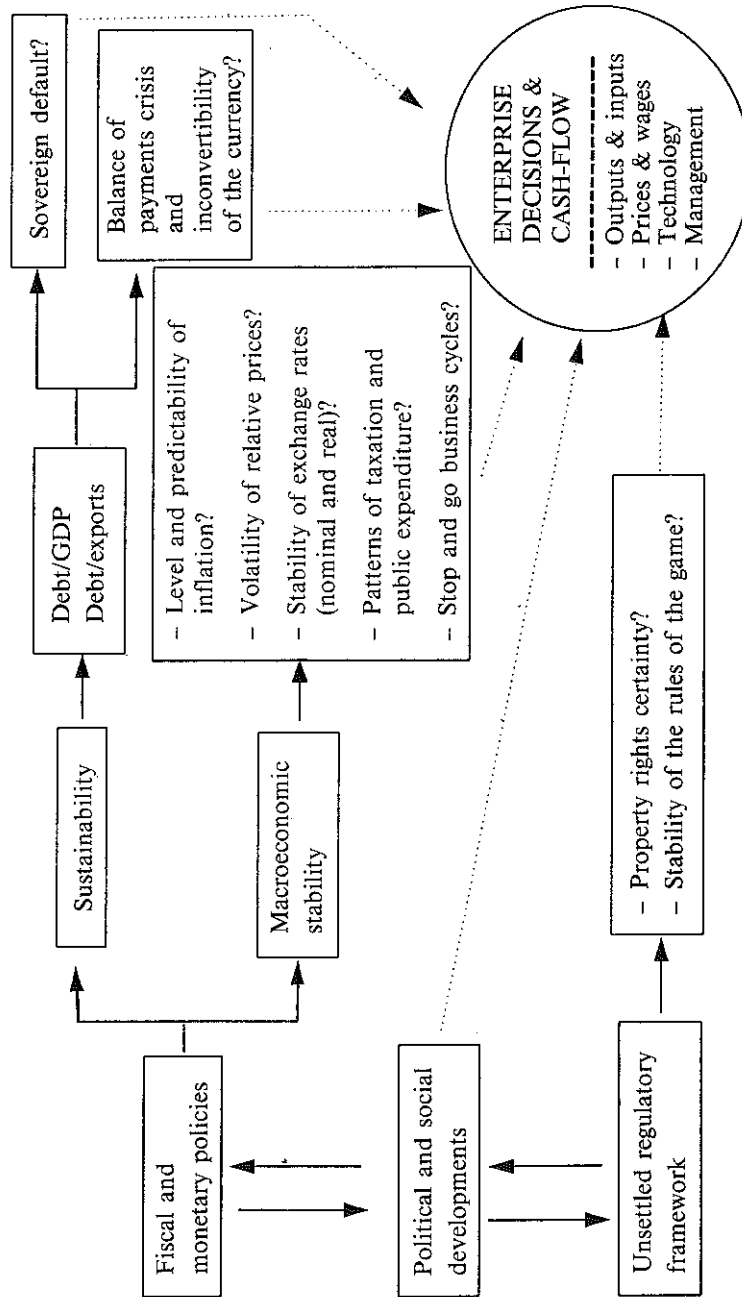 Fiscal and
monetary policies
Political and social
developments
Unsettled regulatory
framework
Sustainability
Macroeconomic
stability
Debt/GDP
Debt/exports
– Level and predictability of
inflation?
– Volatility of relative prices?
– Stability of exchange rates
(nominal and real)?
– Patterns of taxation and
public expenditure?
– Stop and go business cycles?
– Property rights certainty?
– Stability of the rules of the game?
Sovereign default?
Balance of
payments crisis
and
inconvertibility
of the currency?
ENTERPRISE
DECISIONS &
CASH-FLOW
– Outputs & inputs
– Prices & wages
– Technology
– Management